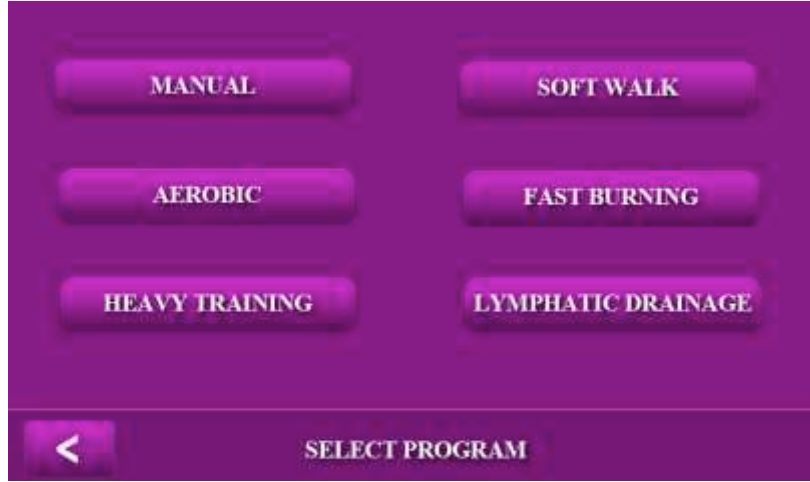 MANUAL
SOFT WALK
AEROBIC
FAST BURNING
HEAVY TRAINING
LYMPHATIC DRAINAGE
<
SELECT PROGRAM